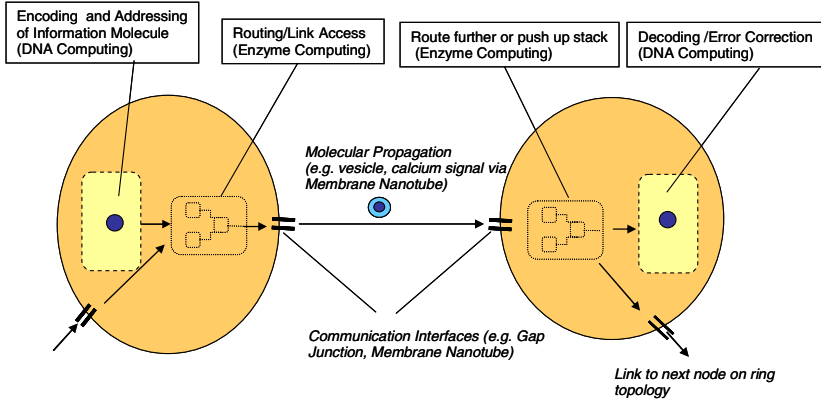 Encoding and Addressing
of Information Molecule
(DNA Computing)
Routing/Link Access
(Enzyme Computing)
Route further or push up stack
(Enzyme Computing)
Decoding /Error Correction
(DNA Computing)
Molecular Propagation
(e.g. vesicle, calcium signal via
Membrane Nanotube)
Communication Interfaces (e.g. Gap
Junction, Membrane Nanotube)
Link to next node on ring
topology